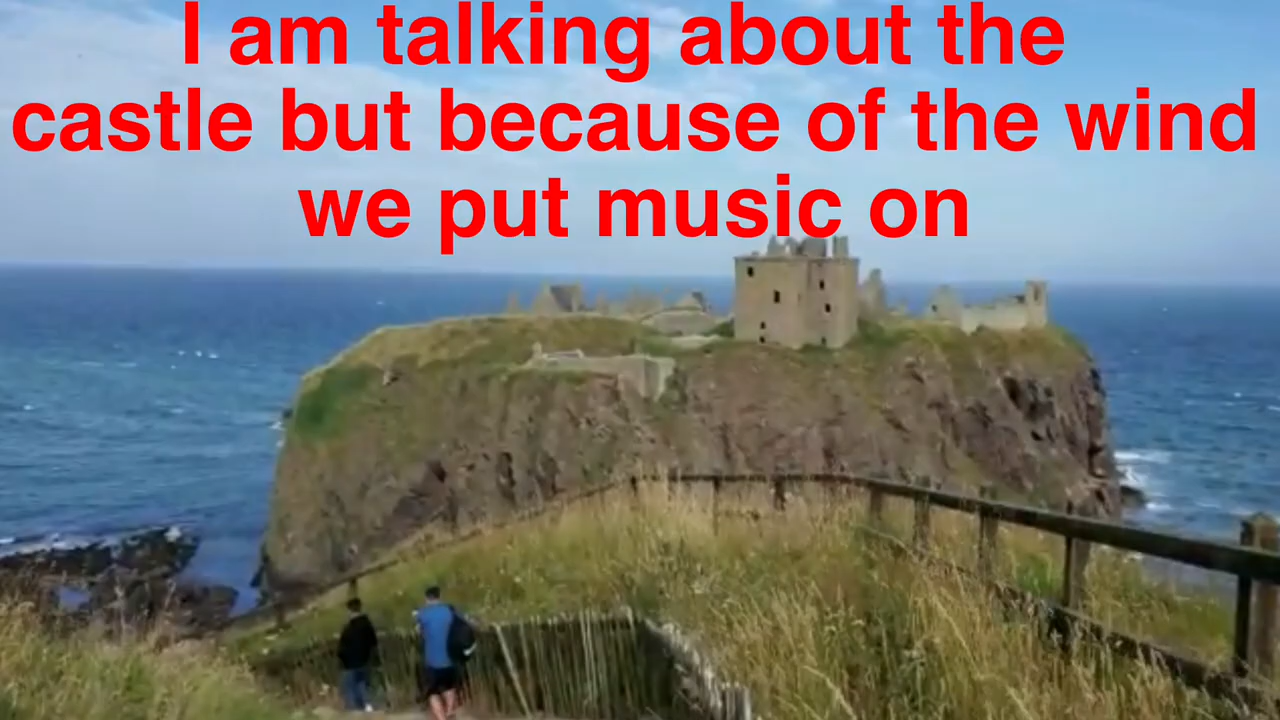 I am talking about the
castle but because of the wind
we put music on